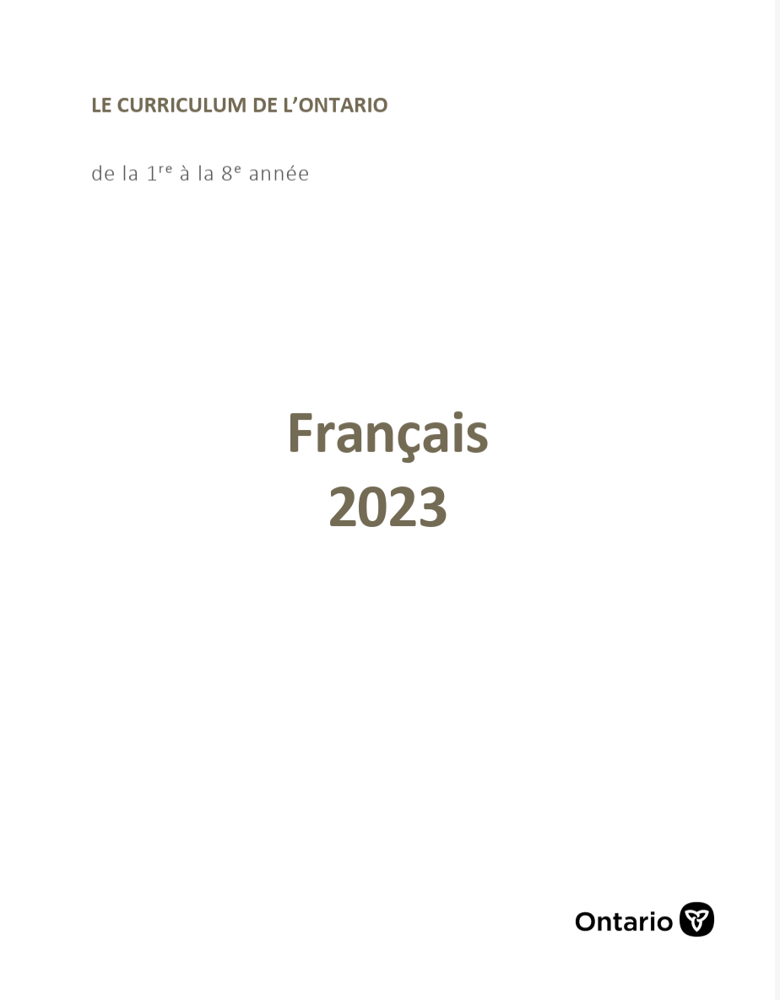 LE CURRICULUM DE L’ONTARIO
de la 1ʳᵉ à la 8ᵉ année
Français
2023
Ontario